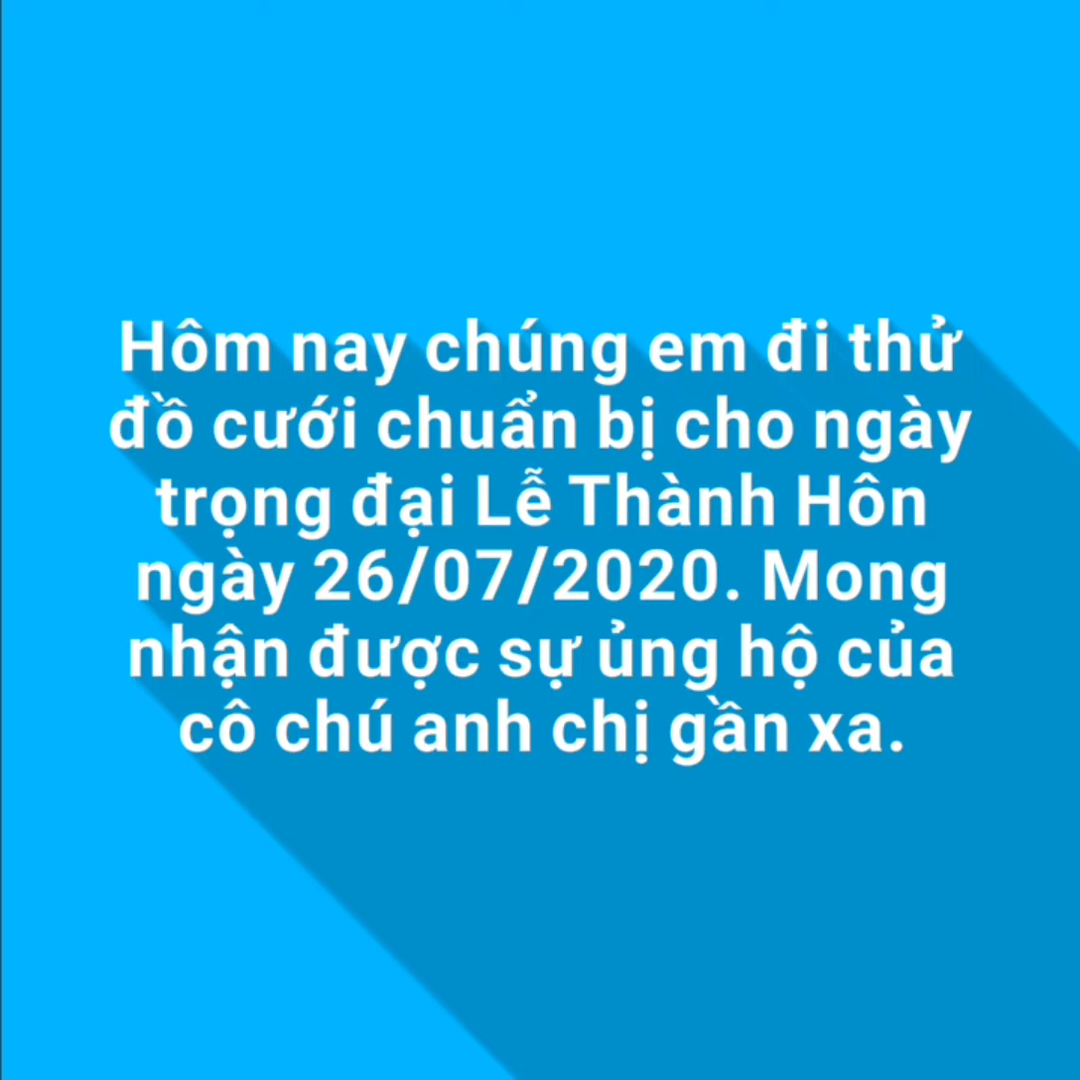 Hôm nay chúng em đi thử
đồ cưới chuẩn bị cho ngày
trọng đại Lễ Thành Hôn
ngày 26/07/2020. Mong
nhận được sự ủng hộ của
cô chú anh chị gần xa.